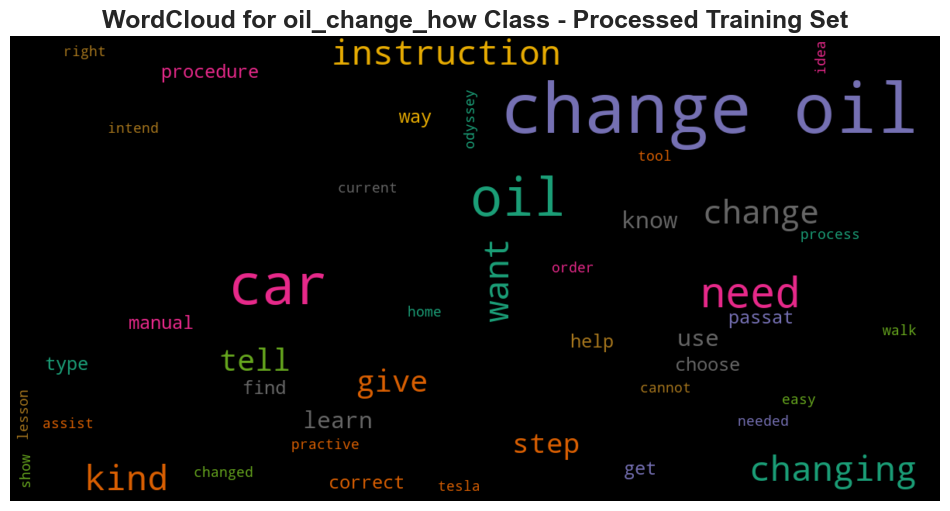 WordCloud for oil_change_how Class - Processed Training Set
right
instruction
idea
procedure
change oil
odyssey
way
intend
tool
current
oil
know
change
process
want
order
car
need
home
passat
manual
walk
help
use
tell
type
choose
give
find
cannot
easy
lesson
learn
assist
needed
practive
step
show
changed
get
changing
kind
correct
tesla